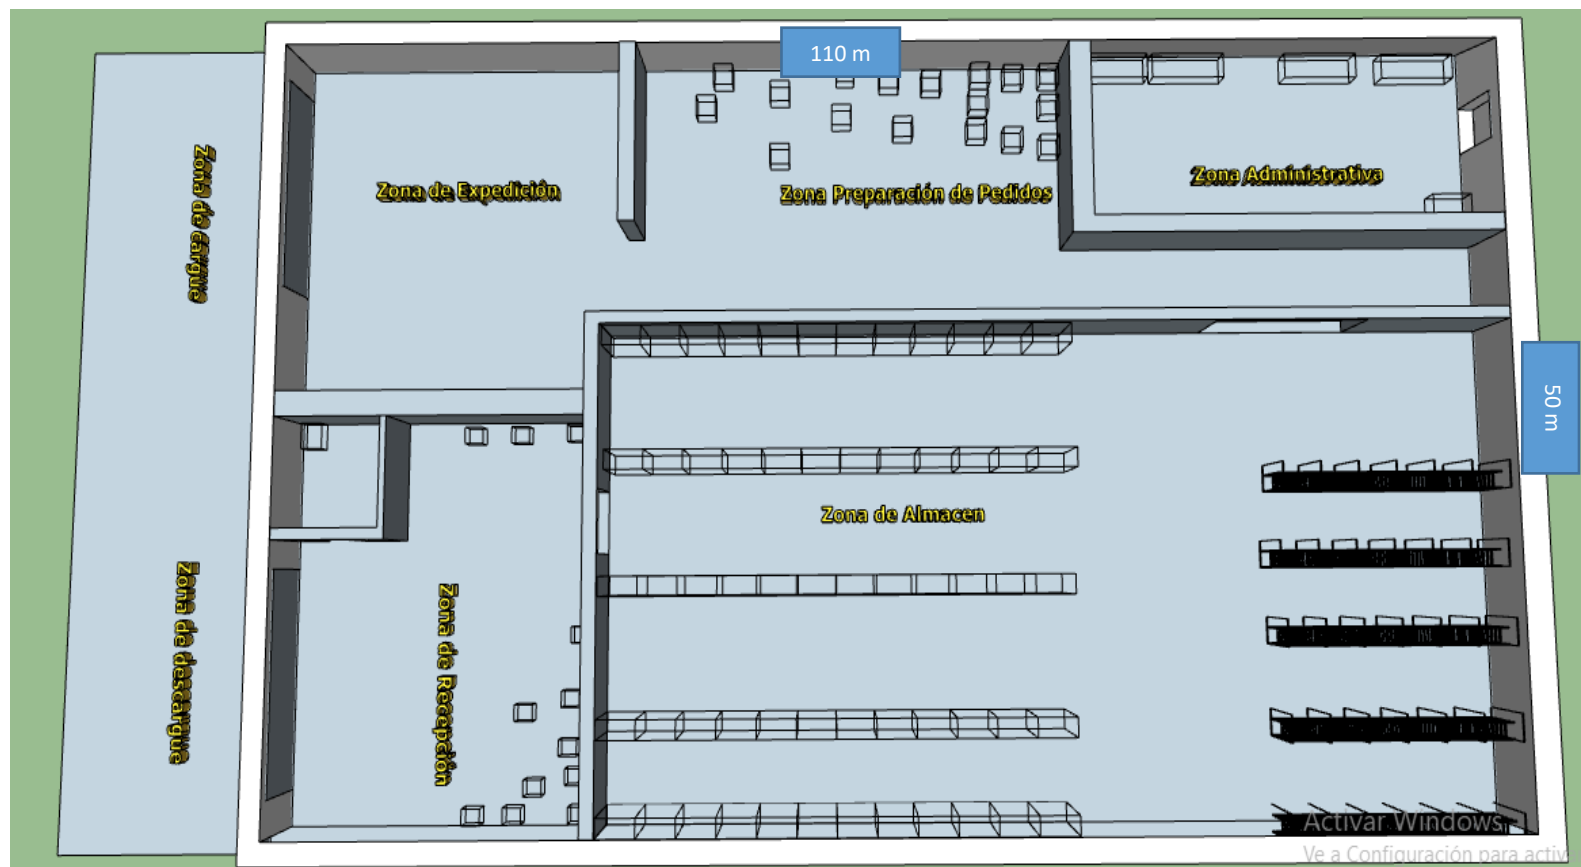 110 m
Zona de cargue
Zona de Expedición
Zona Preparación de Pedidos
Zona Administrativa
50 m
Zona de Almacen
Zona de descargue
Zona de Recepción
Activar Windows
Ve a Configuración para activ